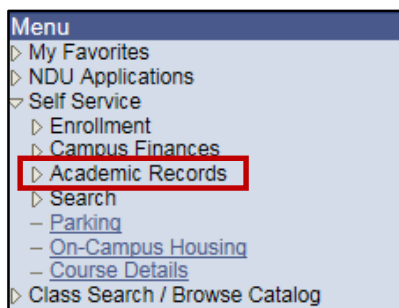 Menu
My Favorites
NDU Applications
Self Service
Enrollment
Campus Finances
Academic Records
Search
– Parking
– On-Campus Housing
– Course Details
Class Search / Browse Catalog